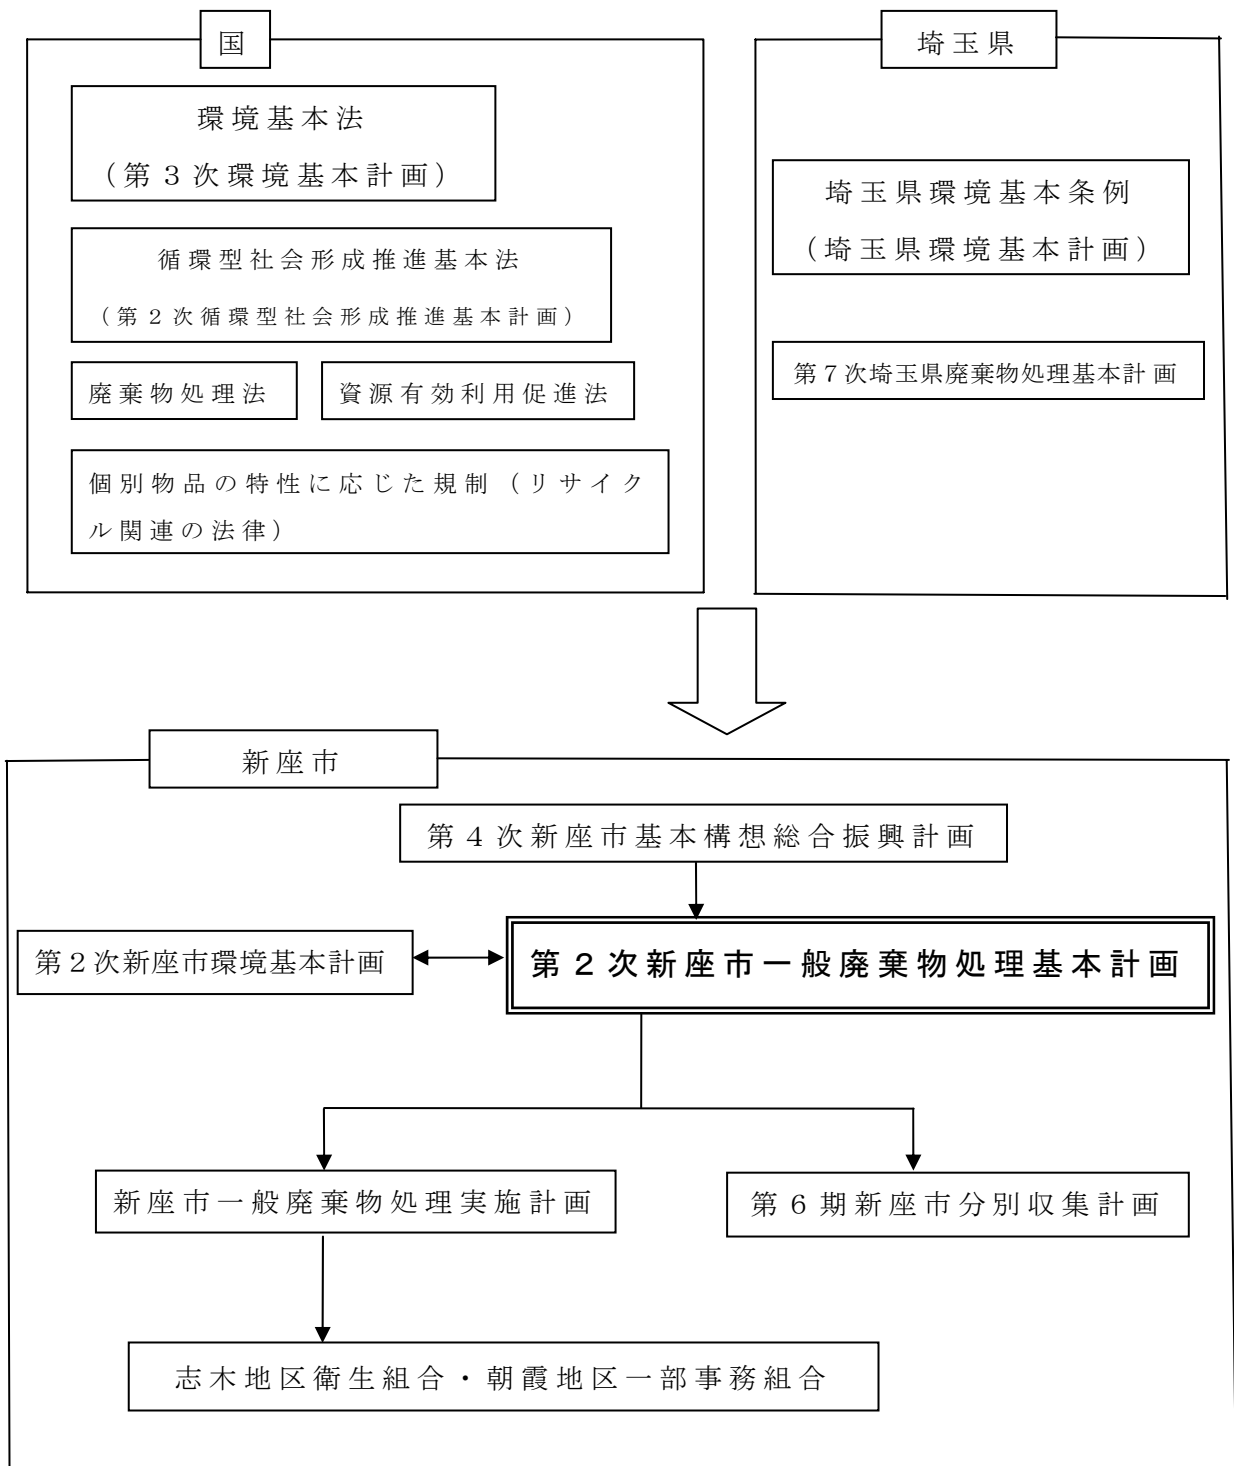 国
環境基本法
（第３次環境基本計画）
循環型社会形成推進基本法
（第２次循環型社会形成推進基本計画）
廃棄物処理法
資源有効利用促進法
個別物品の特性に応じた規制（リサイク
ル関連の法律）
埼玉県
埼玉県環境基本条例
（埼玉県環境基本計画）
第７次埼玉県廃棄物処理基本計画
新座市
第４次新座市基本構想総合振興計画
第２次新座市環境基本計画
第２次新座市一般廃棄物処理基本計画
新座市一般廃棄物処理実施計画
第６期新座市分別収集計画
志木地区衛生組合・朝霞地区一部事務組合